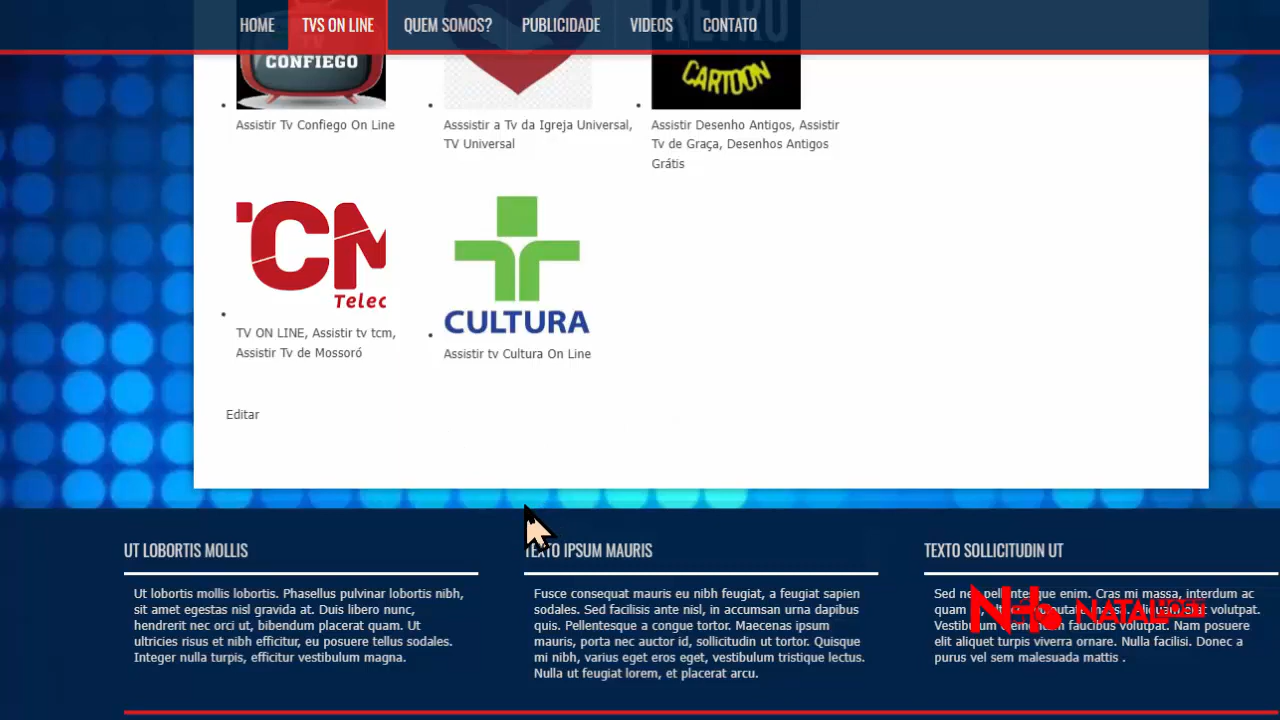 HOME TVS ON LINE QUEM SOMOS? PUBLICIDADE VIDEOS CONTATO
RETRO
CONFIEGO
CARTOON
Assistir Tv Confiego On Line
Asssistir a Tv da Igreja Universal,
TV Universal
Assistir Desenho Antigos, Assistir
Tv de Graça, Desenhos Antigos
Grátis
TCM
Telec
CULTURA
TV ON LINE, Assistir tv tcm,
Assistir Tv de Mossoró
Assistir tv Cultura On Line
Editar
UT LOBORTIS MOLLIS
Ut lobortis mollis lobortis. Phasellus pulvinar lobortis nibh,
sit amet egestas nisl gravida at. Duis libero nunc,
hendrerit nec orci ut, bibendum placerat quam. Ut
ultricies risus et nibh efficitur, eu posuere tellus sodales.
Integer nulla turpis, efficitur vestibulum magna.
TEXTO IPSUM MAURIS
Fusce consequat mauris eu nibh feugiat, a feugiat sapien
sodales. Sed facilisis ante nisl, in accumsan urna dapibus
quis. Pellentesque a congue tortor. Maecenas ipsum
mauris, porta nec auctor id, sollicitudin ut tortor. Quisque
mi nibh, varius eget eros eget, vestibulum tristique lectus.
Nulla ut feugiat lorem, et placerat arcu.
TEXTO SOLLICITUDIN UT
enim. Cras mi massa, interdum ac
quam volutpat.
faucibus volutpat. Nam posuere
elit aliquet turpis viverra ornare. Nulla facilisi. Donec a
purus vel sem malesuada mattis .
NATAL HOST